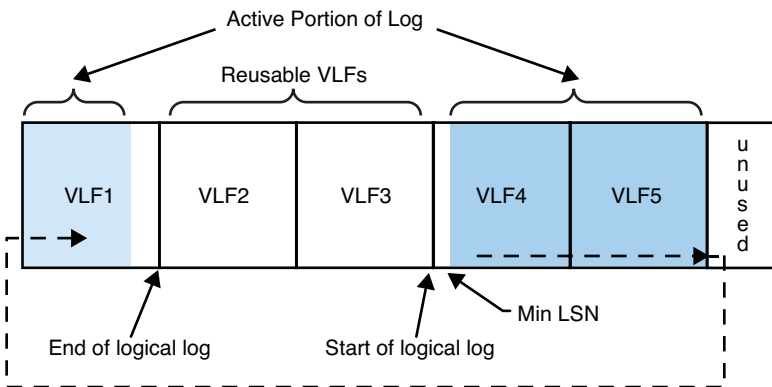 Active Portion of Log
Reusable VLFs
VLF1
VLF2
VLF3
VLF4
VLF5
unused
Min LSN
End of logical log
Start of logical log